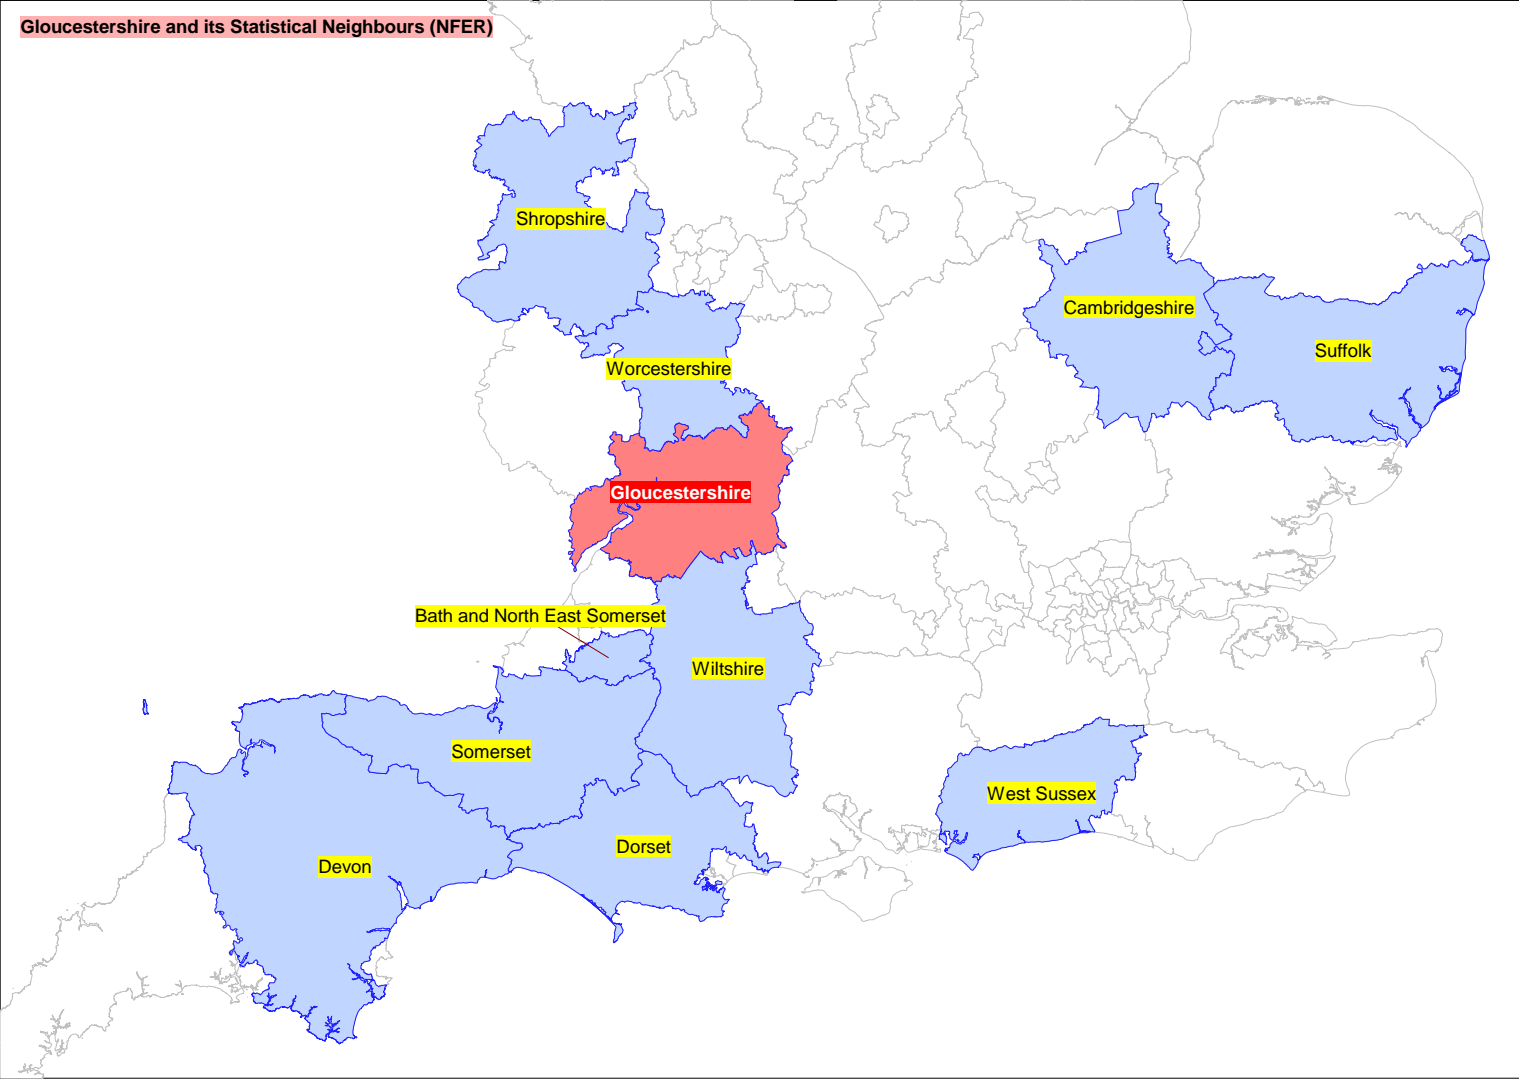 Gloucestershire and its Statistical Neighbours (NFER)
Shropshire
Cambridgeshire
Suffolk
Worcestershire
Gloucestershire
Bath and North East Somerset
Wiltshire
Somerset
West Sussex
Dorset
Devon